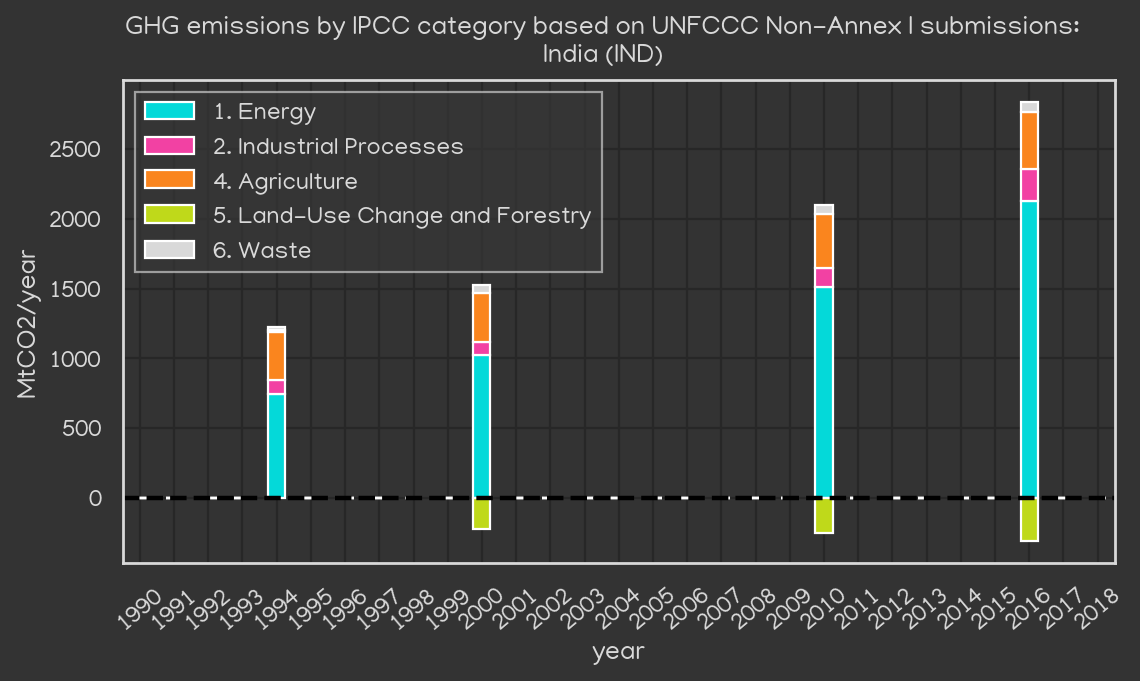 GHG emissions by IPCC category based on UNFCCC Non-Annex I submissions:
India (IND)
1. Energy
2. Industrial Processes
4. Agriculture
5. Land-Use Change and Forestry
6. Waste
MtCO2/year
2500
2000
1500
1000
500
0
1990 1991 1992 1993 1994 1995 1996 1997 1998 1999 2000 2001 2002 2003 2004 2005 2006 2007 2008 2009 2010 2011 2012 2013 2014 2015 2016 2017 2018
year